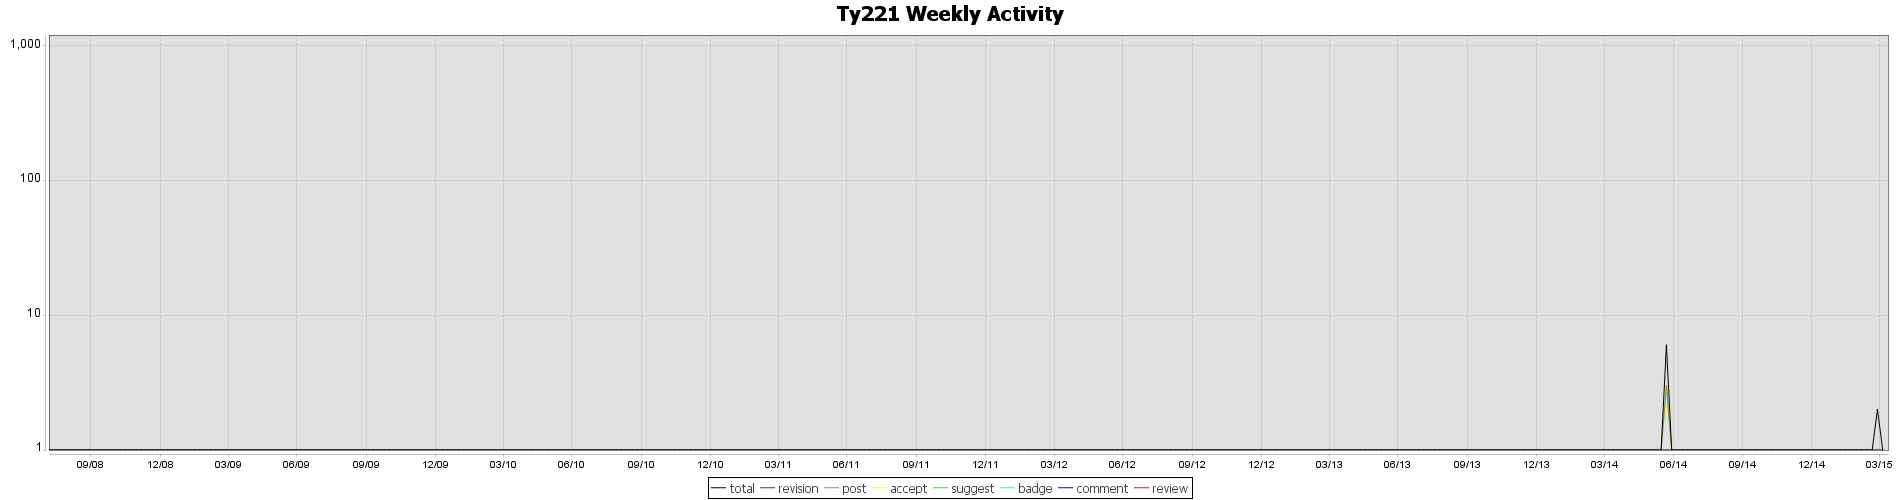 Ty221 Weekly Activity
1,000
100
10
1
09/08 12/08 03/09 06/09 09/09 12/09 03/10 06/10 09/10 12/10 03/11 06/11 09/11 12/11 03/12 06/12 09/12 12/12 03/13 06/13 09/13 12/13 03/14 06/14 09/14 12/14 03/15
total revision post accept suggest badge comment review